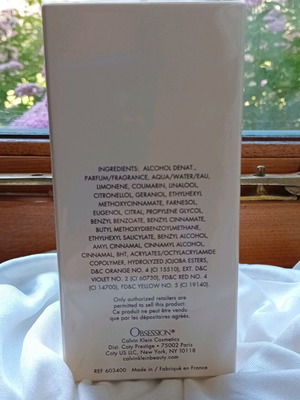 INGREDIENTS: ALCOHOL DENAT.,
PARFUM/FRAGRANCE, AQUA/WATER/EAU,
LIMONENE, COUMARIN, LINALOOL,
CITRONELLOL, GERANIOL, ETHYLHEXYL
METHOXYCINNAMATE, FARNESOL,
EUGENOL, CITRAL, PROPYLENE GLYCOL,
BENZYL BENZOATE, BENZYL CINNAMATE,
BUTYL METHOXYDIBENZOYLMETHANE,
ETHYLHEXYL SALICYLATE, BENZYL ALCOHOL,
AMYL CINNAMAL, CINNAMYL ALCOHOL,
CINNAMAL, BHT, ACRYLATES/OCTYLACRYLAMIDE
COPOLYMER, HYDROLYZED JOJOBA ESTERS,
D&C ORANGE NO. 4 (CI 15510), EXT. D&C
VIOLET NO. 2 (CI 60730), FD&C RED NO. 4
(CI 14700), FD&C YELLOW NO. 5 (CI 19140).
Only authorized retailers are
permitted to sell this product.
Ce produit ne peut être vendu
que par des dépositaires agréés.
OBSESSION®
Calvin Klein Cosmetics
Dist. Coty Prestige • 75002 Paris
Coty US LLC, New York, NY 10118
calvinkleinbeauty.com
REF 603400 Made in / Fabriqué en France